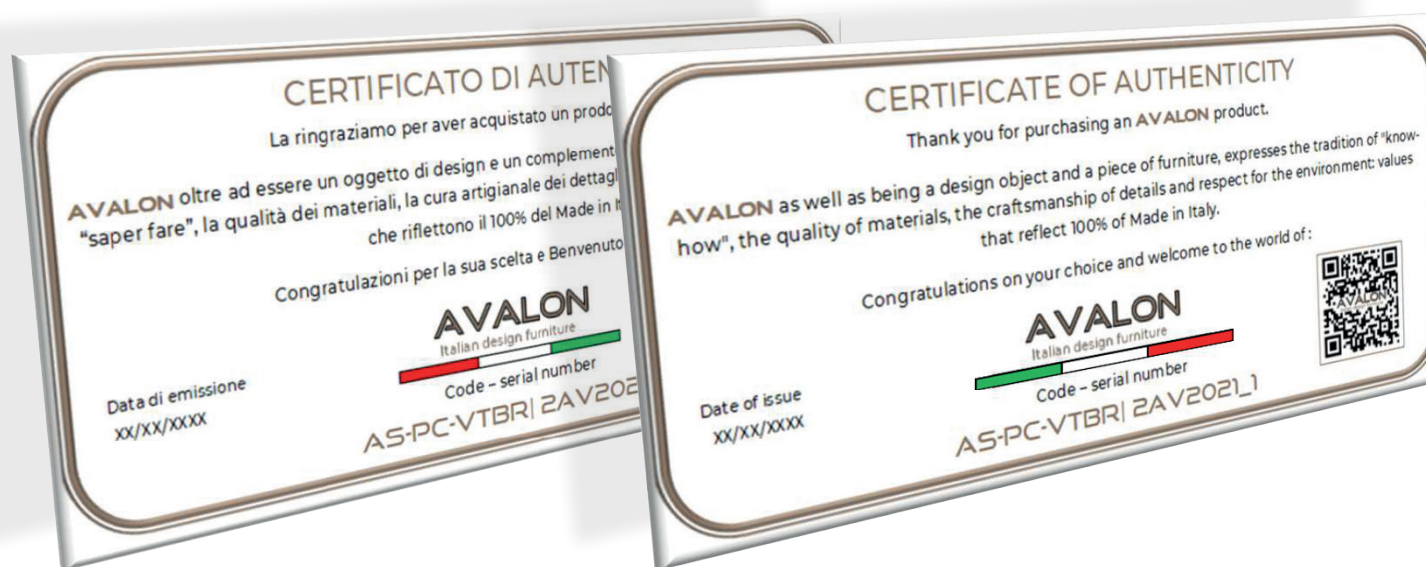 CERTIFICATO DI AUTEN
La ringraziamo per aver acquistato un prodo
AVALON oltre ad essere un oggetto di design e un complement
"saper fare", la qualità dei materiali, la cura artigianale dei dettagl
che riflettono il 100% del Made in It
Congratulazioni per la sua scelta e Benvenuto
AVALON
Italian design furniture
Code – serial number
Data di emissione
XX/XX/XXXX
AS-PC-VTBR| 2AV202
CERTIFICATE OF AUTHENTICITY
Thank you for purchasing an AVALON product.
AVALON as well as being a design object and a piece of furniture, expresses the tradition of "know-
how", the quality of materials, the craftsmanship of details and respect for the environment: values
that reflect 100% of Made in Italy.
Congratulations on your choice and welcome to the world of :
AVALON
AVALON
Italian design furniture
Code – serial number
Date of issue
XX/XX/XXXX
AS-PC-VTBR| 2AV2021_1